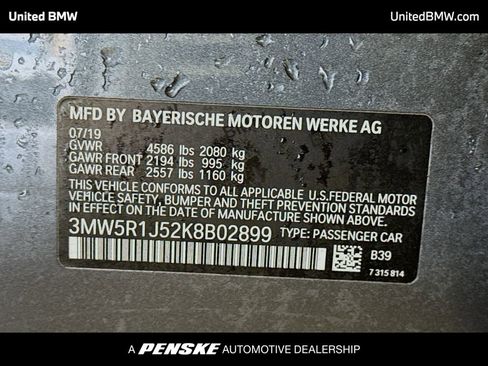 United BMW
UnitedBMW.com
MFD BY BAYERISCHE MOTOREN WERKE AG
07/19
GVWR 4586 lbs 2080 kg
GAWR FRONT 2194 lbs 995 kg
GAWR REAR 2557 lbs 1160 kg
THIS VEHICLE CONFORMS TO ALL APPLICABLE U.S.FEDERAL MOTOR
VEHICLE SAFETY, BUMPER AND THEFT PREVENTION STANDARDS
IN EFFECT ON THE DATE OF MANUFACTURE SHOWN ABOVE.
3MW5R1J52K8B02899 TYPE: PASSENGER CAR
B39
7 315 814
A PENSKE AUTOMOTIVE DEALERSHIP